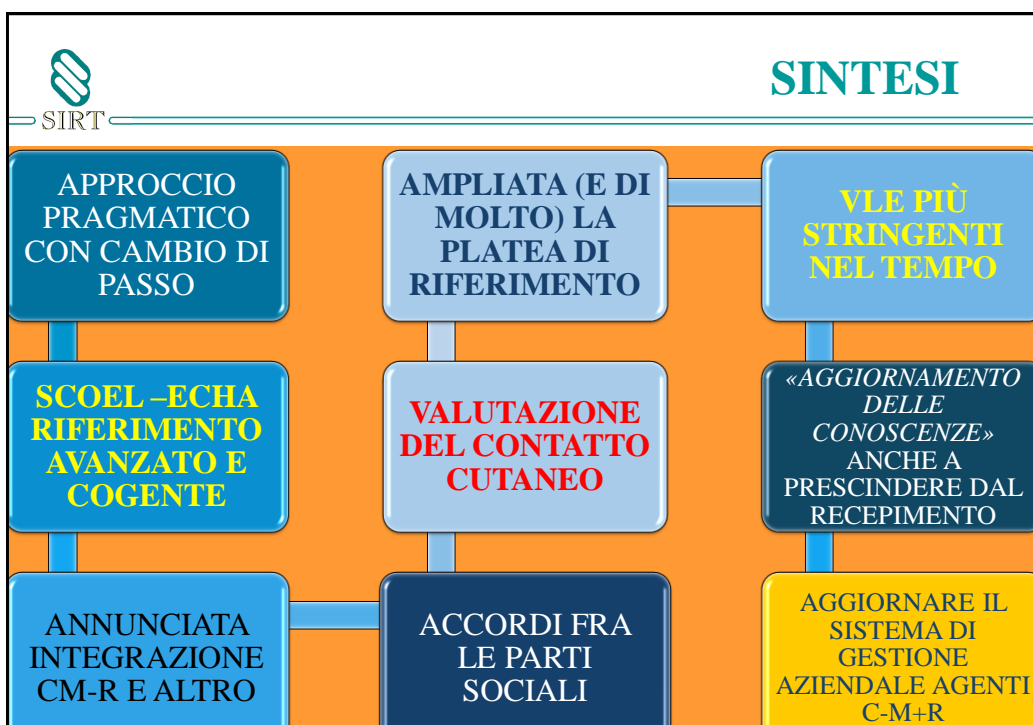 SIRT
SINTESI
APPROCCIO
PRAGMATICO
CON CAMBIO DI
PASSO
SCOEL –ECHA
RIFERIMENTO
AVANZATO E
COGENTE
ANNUNCIATA
INTEGRAZIONE
CM-R E ALTRO
ACCORDI FRA
LE PARTI
SOCIALI
VALUTAZIONE
DEL CONTATTO
CUTANEO
AMPLIATA (E DI
MOLTO) LA
PLATEA DI
RIFERIMENTO
VLE PIÙ
STRINGENTI
NEL TEMPO
«AGGIORNAMENTO
DELLE
CONOSCENZE»
ANCHE A
PRESCINDERE DAL
RECEPIMENTO
AGGIORNARE IL
SISTEMA DI
GESTIONE
AZIENDALE AGENTI
C-M+R